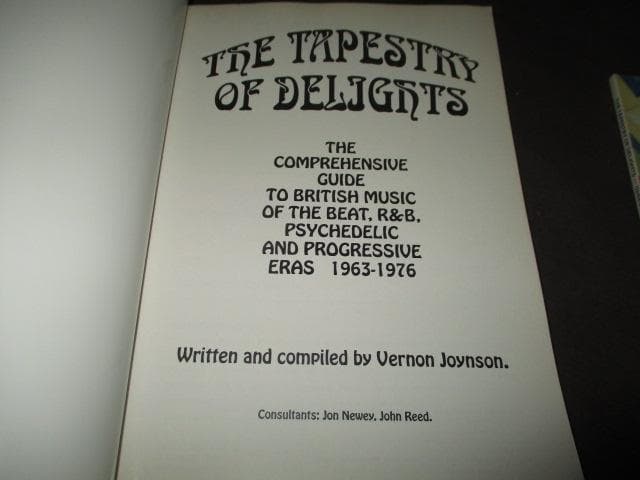 THE TAPESTRY
OF DELIGHTS
THE
COMPREHENSIVE
GUIDE
TO BRITISH MUSIC
OF THE BEAT, R&B,
PSYCHEDELIC
AND PROGRESSIVE
ERAS 1963-1976
Written and compiled by Vernon Joynson.
Consultants: Jon Newey, John Reed.